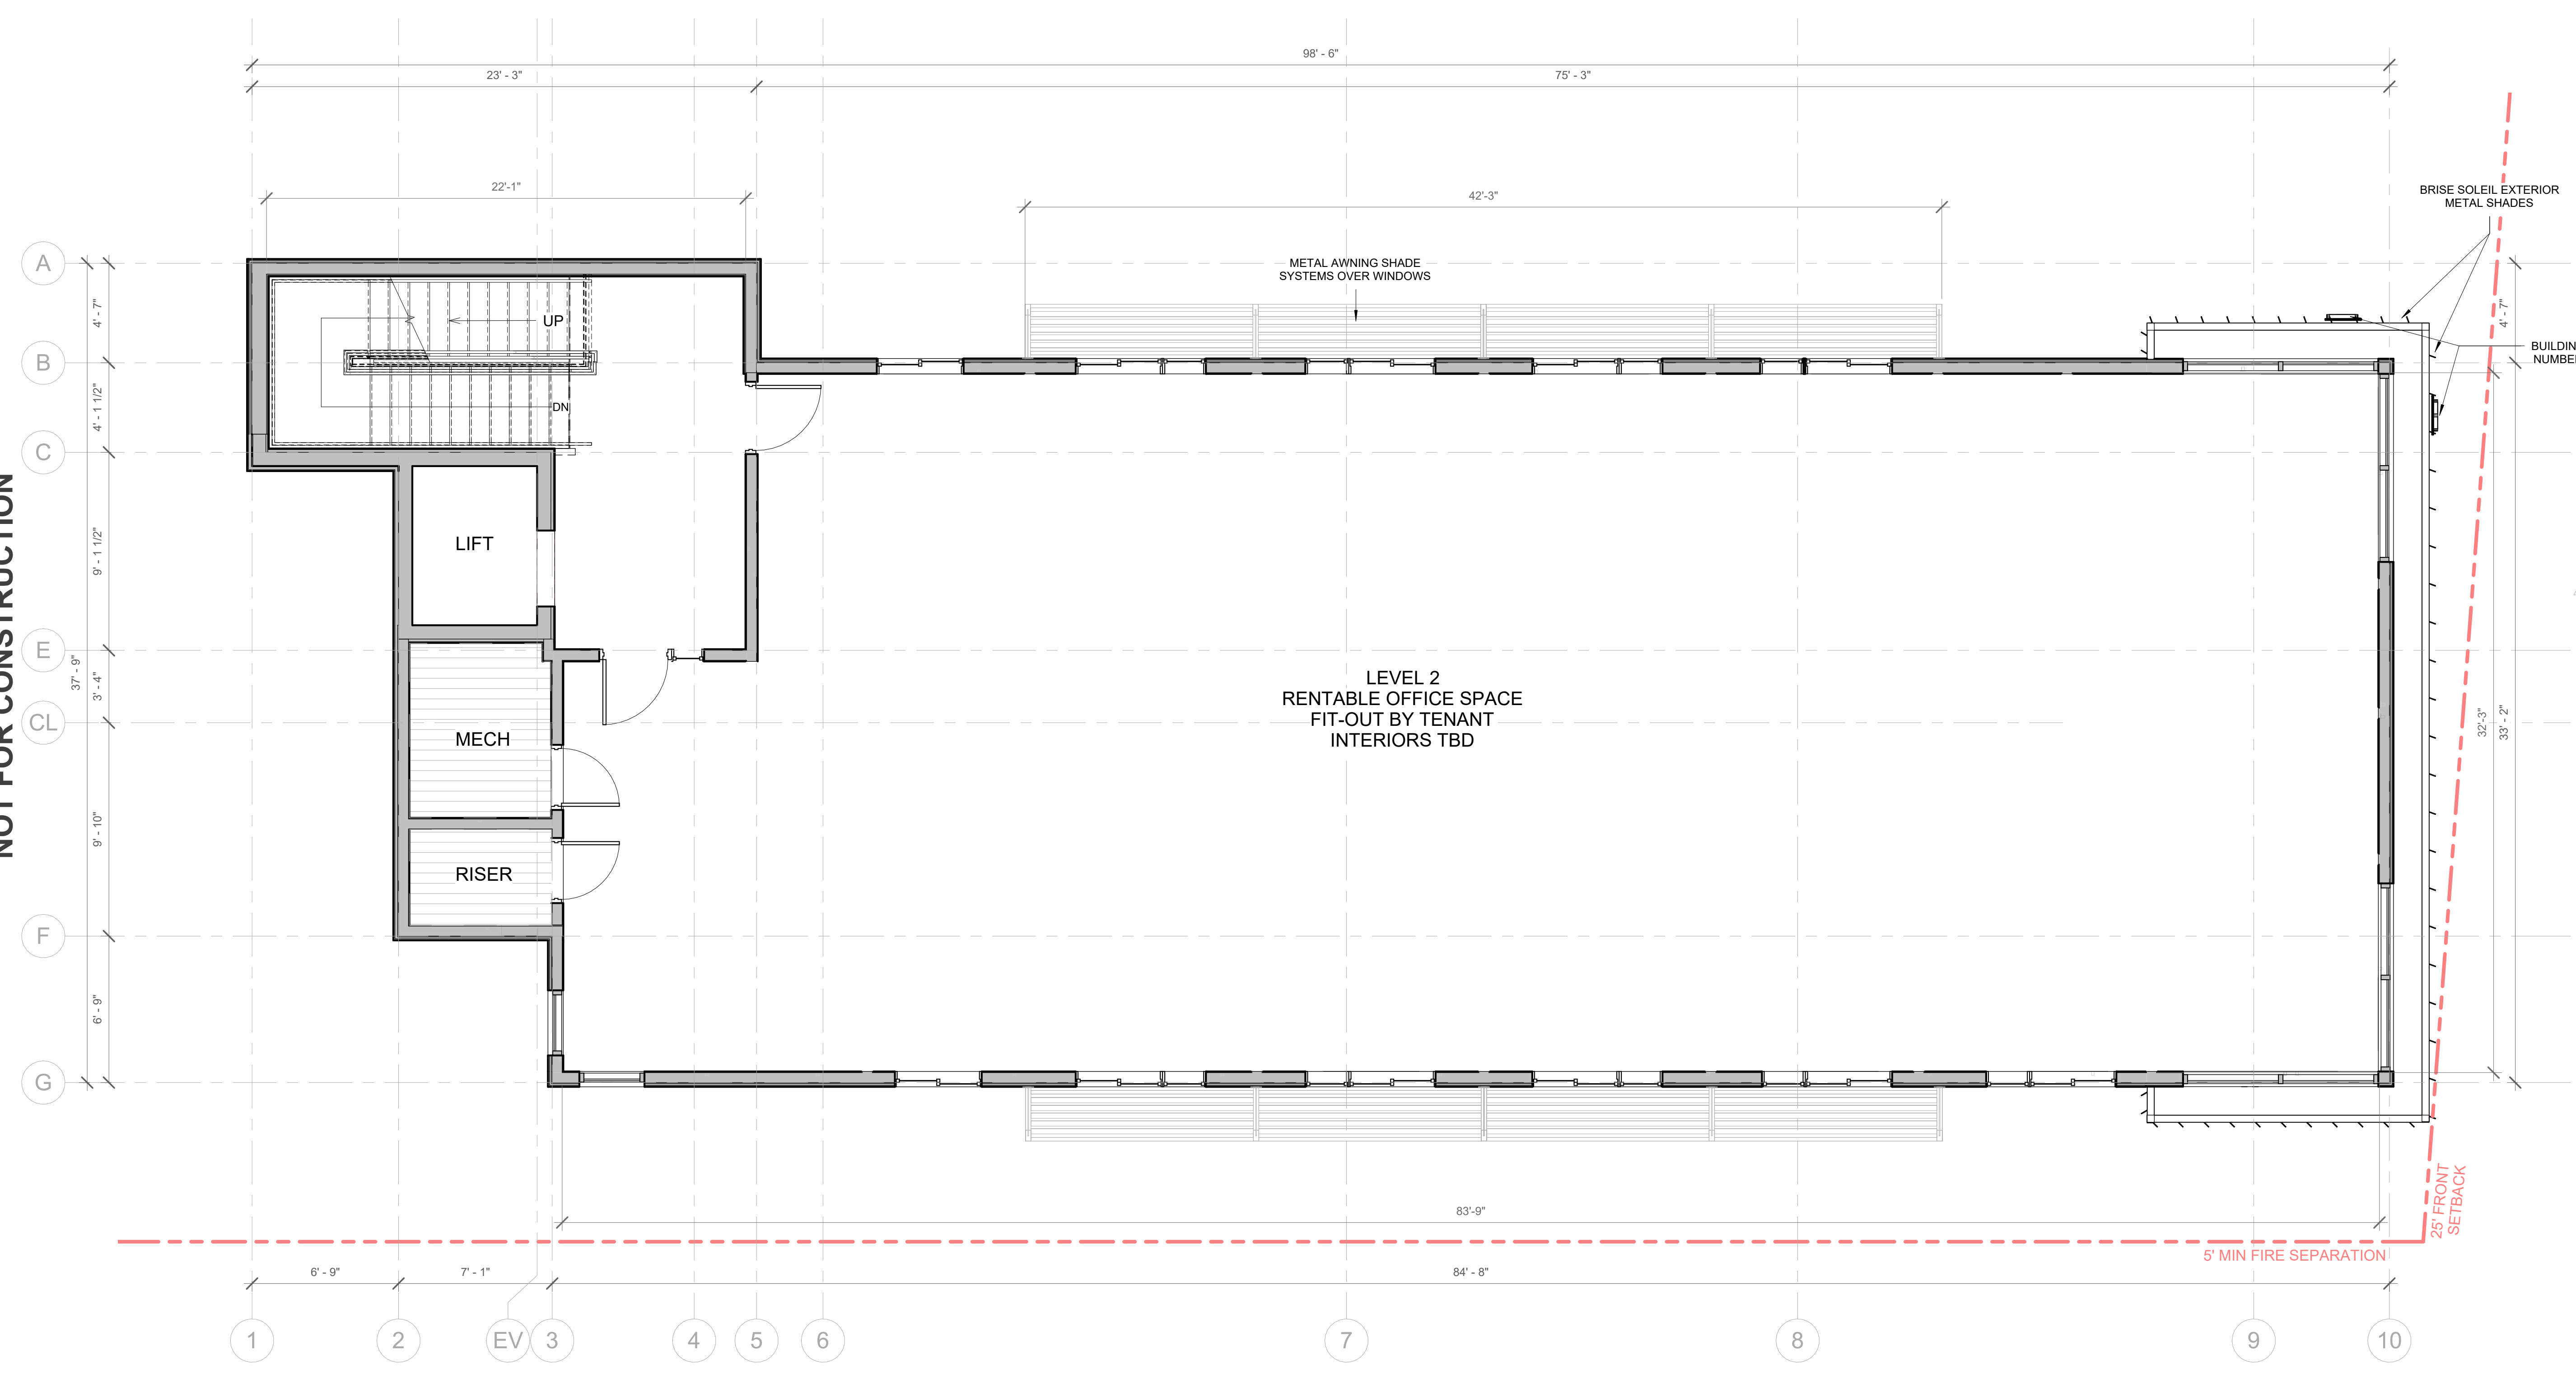 98' - 6"
23' - 3"
75' - 3"
22'-1"
42'-3"
BRISE SOLEIL EXTERIOR
METAL SHADES
METAL AWNING SHADE
SYSTEMS OVER WINDOWS
A
B
C
E
CL
F
G
4' - 7"
4' - 1 1/2"
9' - 1 1/2"
3' - 4"
37' - 9"
9' - 10"
6' - 9"
NOT FOR CONSTRUCTION
UP
DN
LIFT
MECH
RISER
LEVEL 2
RENTABLE OFFICE SPACE
FIT-OUT BY TENANT
INTERIORS TBD
4' - 7"
BUILDIN
NUMBE
32'-3"
33' - 2"
83'-9"
25' FRONT
SETBACK
5' MIN FIRE SEPARATION
6' - 9"
7' - 1"
84' - 8"
1
2
EV
3
4
5
6
7
8
9
10